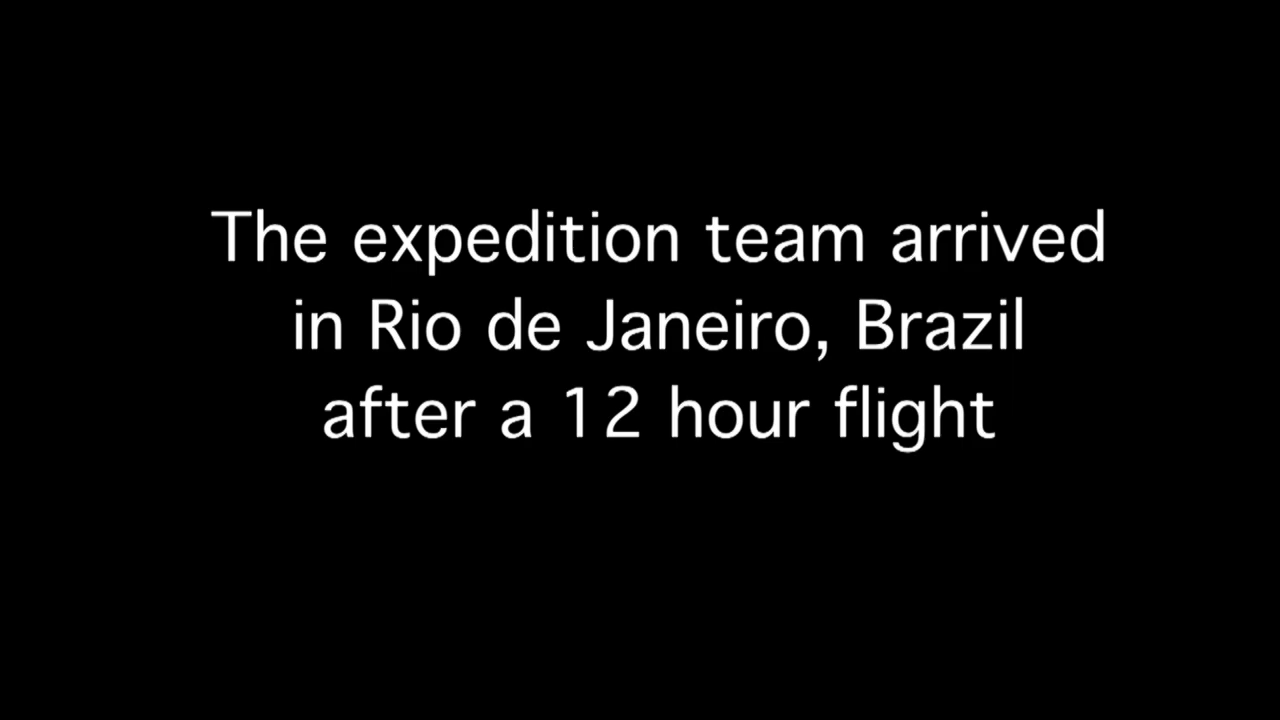 The expedition team arrived
in Rio de Janeiro, Brazil
after a 12 hour flight